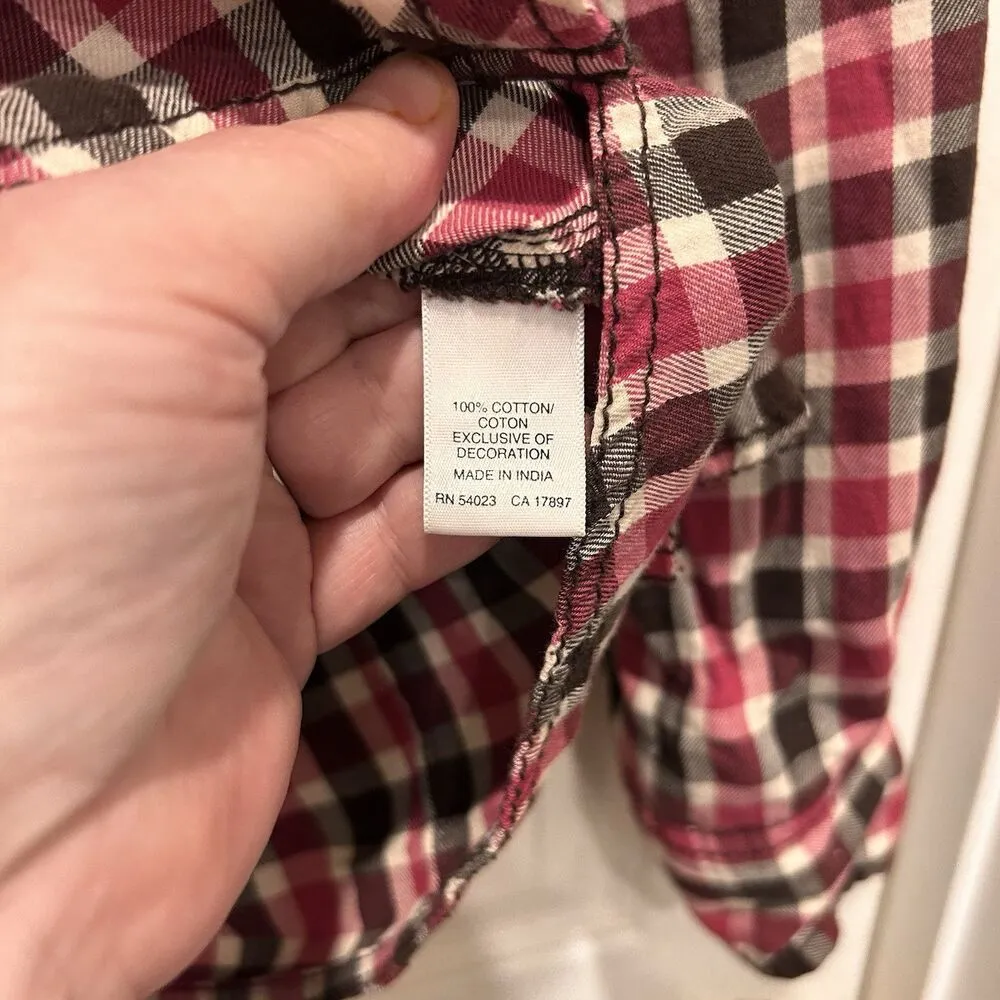 100% COTTON/
COTON
EXCLUSIVE OF
DECORATION
MADE IN INDIA
RN 54023 CA 17897